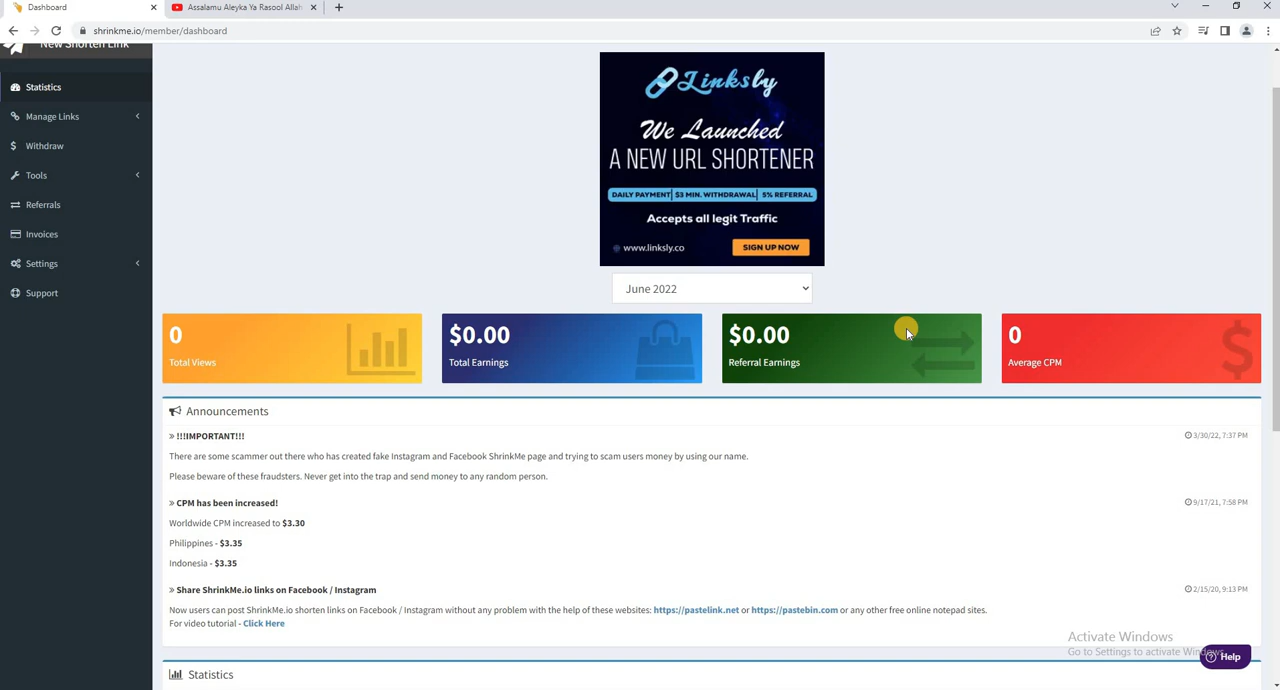 Dashboard
Assalamu Aleyka Ya Rasool Allah
shrinkme.io/member/dashboard
New Shorten Link
Statistics
Manage Links
Withdraw
Tools
Referrals
Invoices
Settings
Support
Linksly
We Launched
A NEW URL SHORTENER
DAILY PAYMENT | $3 MIN. WITHDRAWAL | 5% REFERRAL
Accepts all legit Traffic
www.linksly.co
SIGN UP NOW
June 2022
0
Total Views
$0.00
Total Earnings
$0.00
Referral Earnings
0
Average CPM
Announcements
» !!!IMPORTANT!!!
3/30/22, 7:37 PM
There are some scammer out there who has created fake Instagram and Facebook ShrinkMe page and trying to scam users money by using our name.
Please beware of these fraudsters. Never get into the trap and send money to any random person.
» CPM has been increased!
9/17/21, 7:58 PM
Worldwide CPM increased to $3.30
Philippines - $3.35
Indonesia - $3.35
» Share ShrinkMe.io links on Facebook / Instagram
2/15/20, 9:13 PM
Now users can post ShrinkMe.io shorten links on Facebook / Instagram without any problem with the help of these websites: https://pastelink.net or https://pastebin.com or any other free online notepad sites.
For video tutorial - Click Here
Activate Windows
Go to Settings to activate Windows.
Help
Statistics